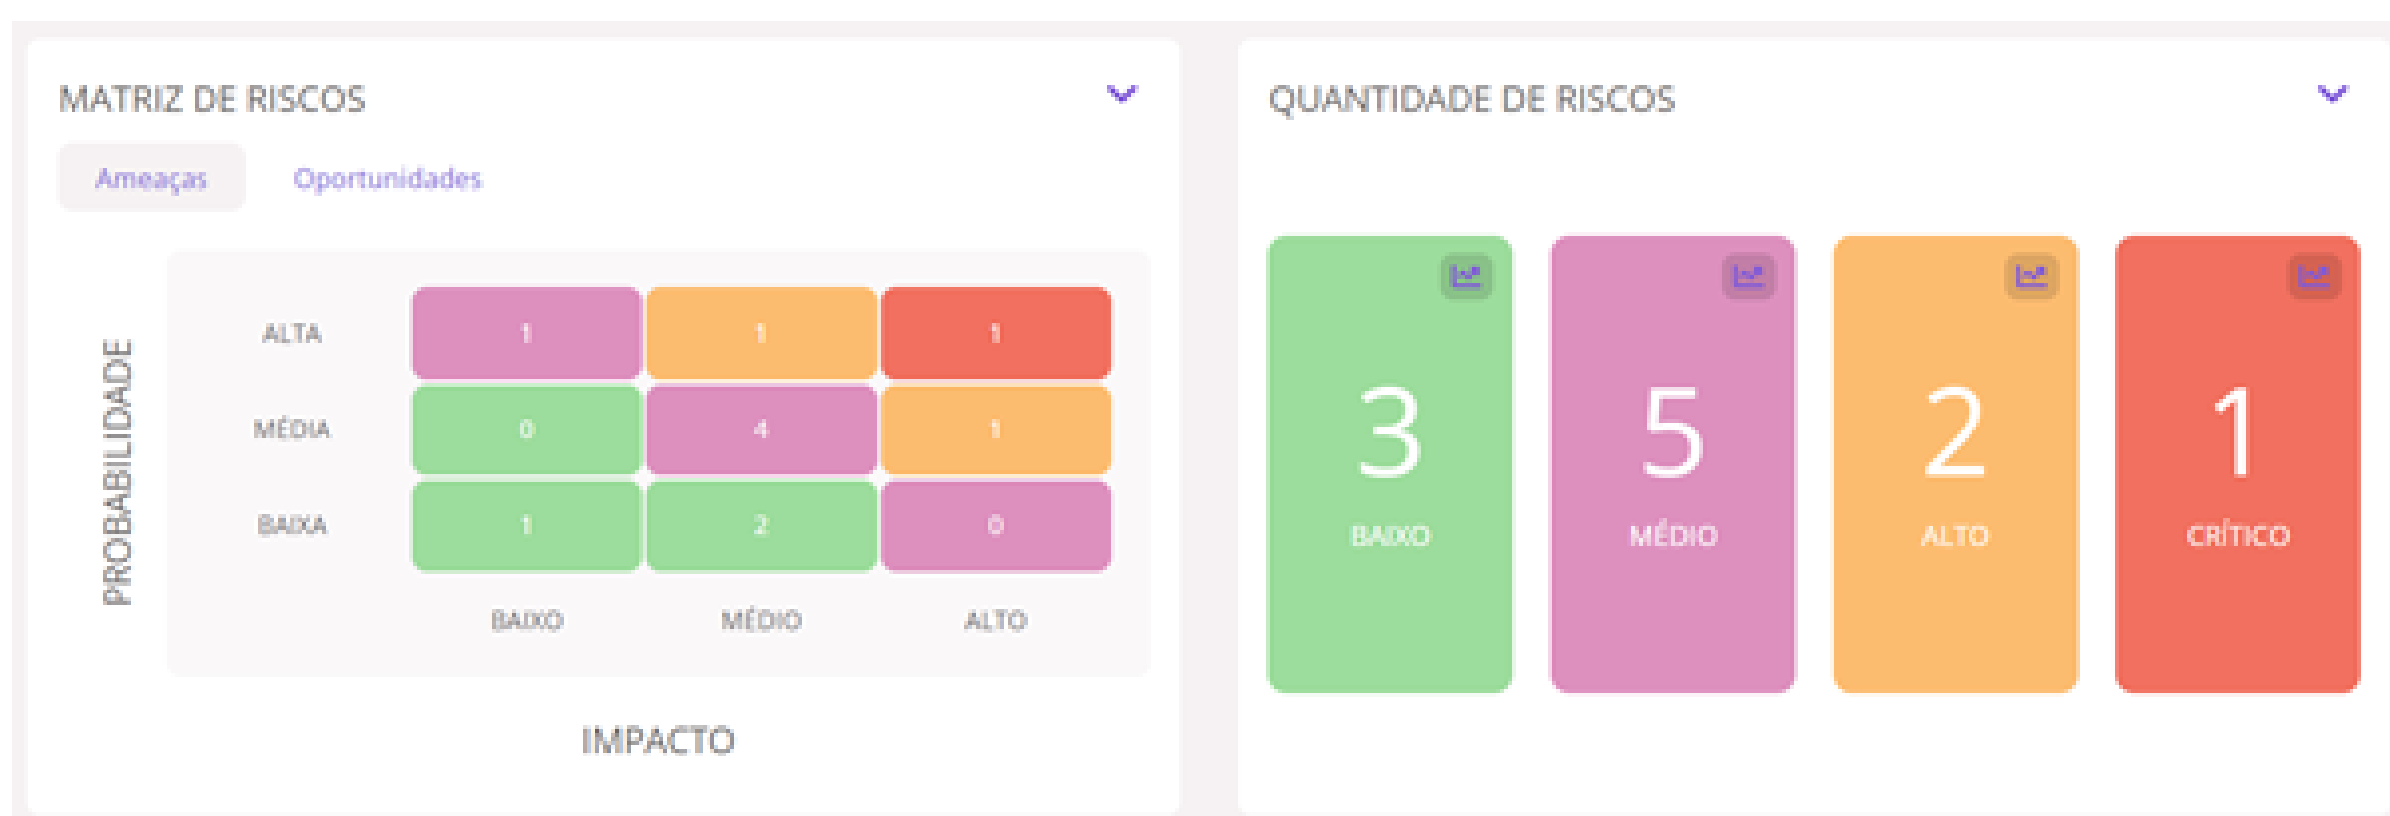 MATRIZ DE RISCOS
Ameaças Oportunidades
PROBABILIDADE
ALTA 1 1 1
MÉDIA 0 4 1
BAIXA 1 2 0
BAIXO MÉDIO ALTO
IMPACTO
QUANTIDADE DE RISCOS
3 5 2 1
BAIXO MÉDIO ALTO CRÍTICO